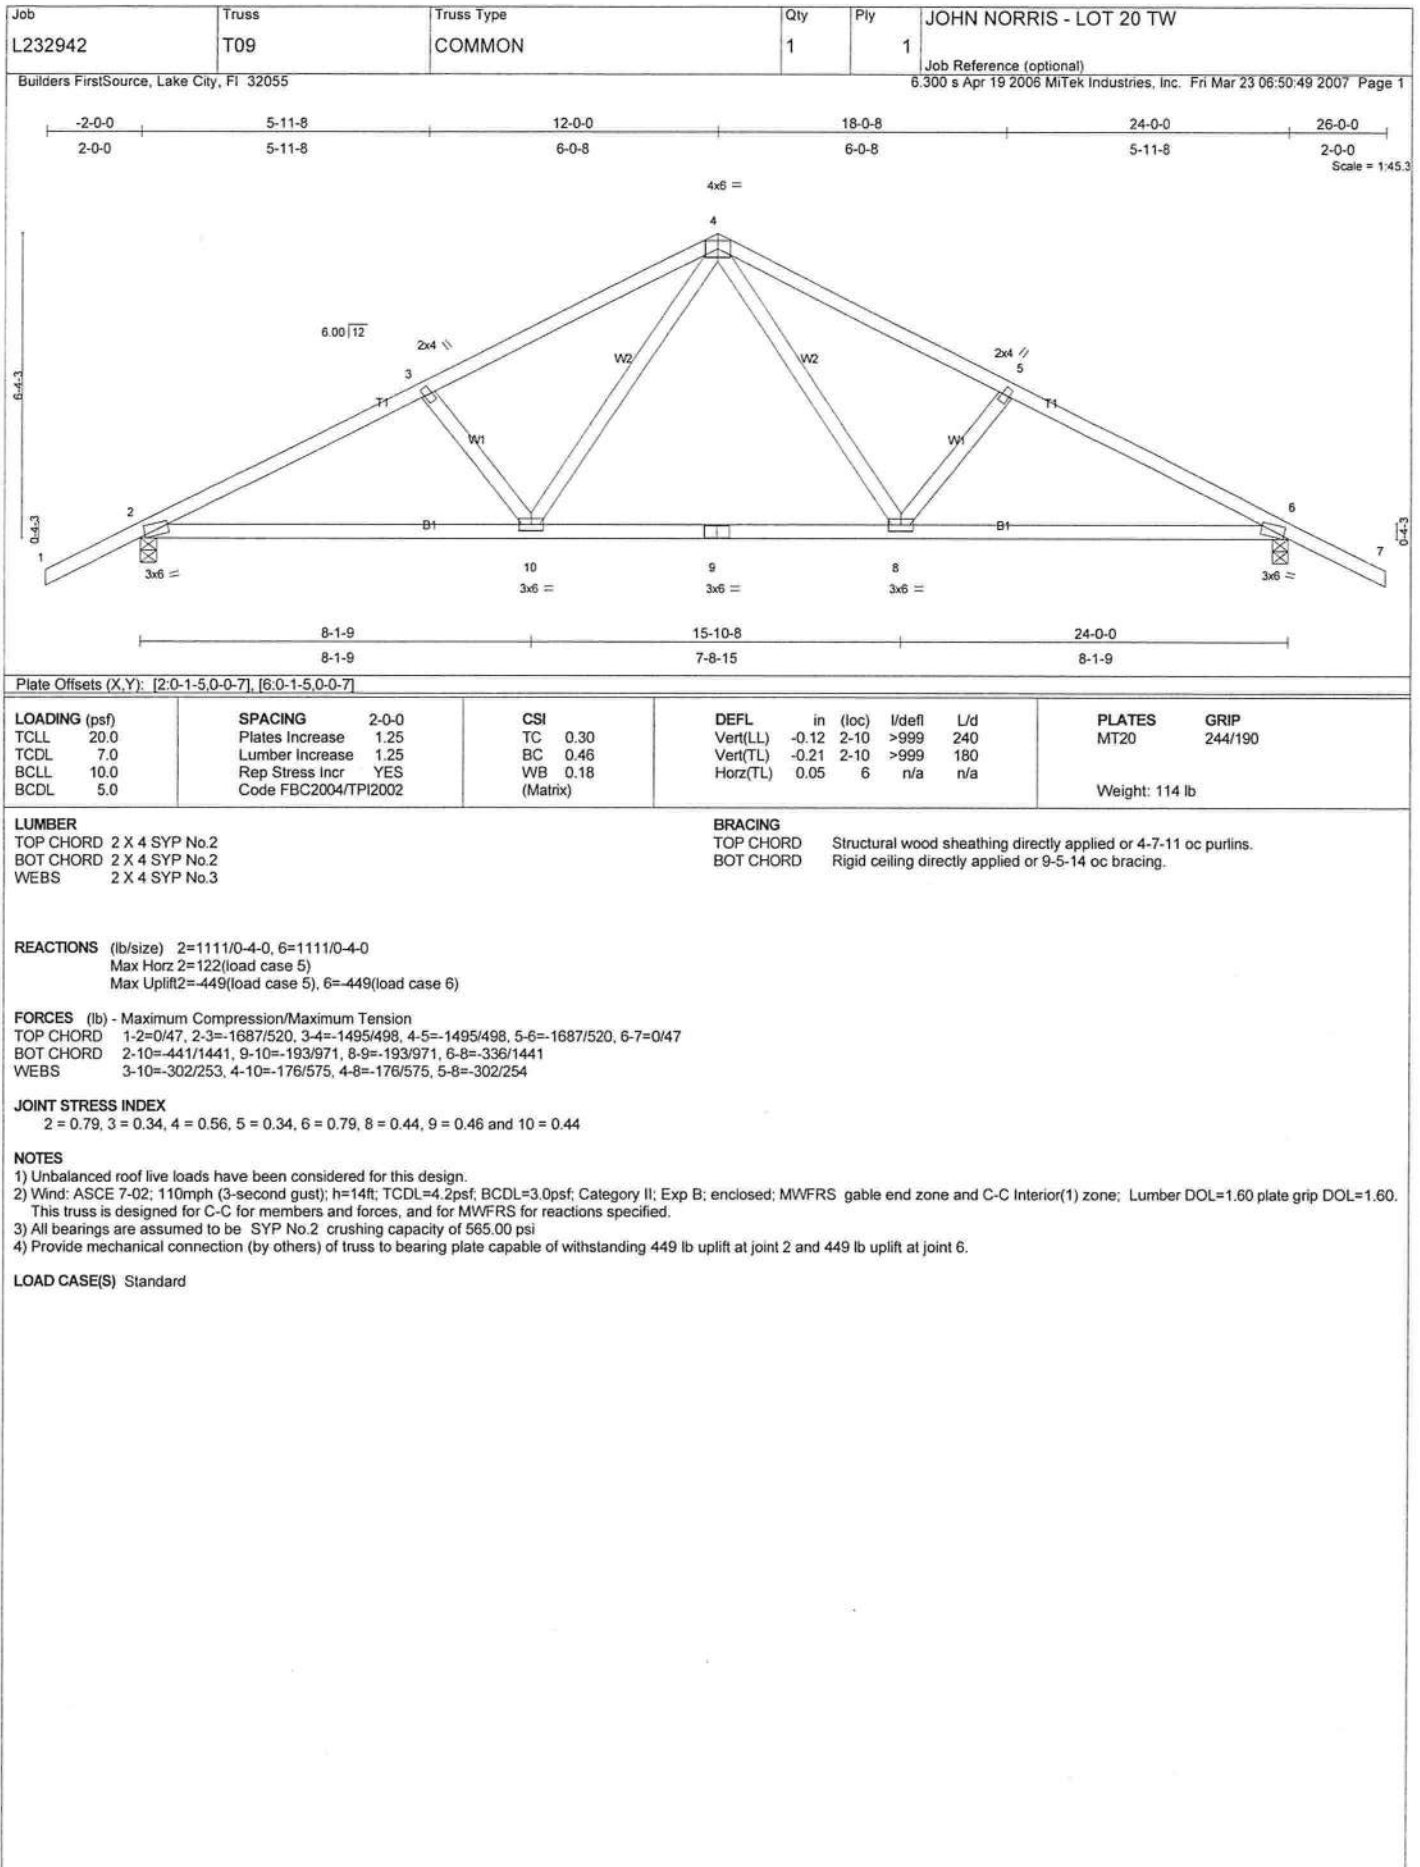 Job
Truss
Truss Type
Qty
Ply
JOHN NORRIS - LOT 20 TW
L232942
T09
COMMON
1
1
Job Reference (optional)
Builders FirstSource, Lake City, Fl 32055
6.300 s Apr 19 2006 MiTek Industries, Inc. Fri Mar 23 06:50:49 2007 Page 1
-2-0-0 5-11-8 12-0-0 18-0-8 24-0-0 26-0-0
2-0-0 5-11-8 6-0-8 6-0-8 5-11-8 2-0-0
Scale = 1:45.3
4x6 =
4
6.00 12
2x4 \\
3
W2
W2
2x4 //
5
6-4-3
T1
T1
W1
W1
2
6
0-4-3
B1
B1
0-4-3
1
7
3x6 =
10
9
8
3x6 =
3x6 =
3x6 =
3x6 =
8-1-9 15-10-8 24-0-0
8-1-9 7-8-15 8-1-9
Plate Offsets (X,Y): [2:0-1-5,0-0-7], [6:0-1-5,0-0-7]
LOADING (psf)
TCLL 20.0
TCDL 7.0
BCLL 10.0
BCDL 5.0
SPACING 2-0-0
Plates Increase 1.25
Lumber Increase 1.25
Rep Stress Incr YES
Code FBC2004/TPI2002
CSI
TC 0.30
BC 0.46
WB 0.18
(Matrix)
DEFL in (loc) l/defl L/d
Vert(LL) -0.12 2-10 >999 240
Vert(TL) -0.21 2-10 >999 180
Horz(TL) 0.05 6 n/a n/a
PLATES GRIP
MT20 244/190
Weight: 114 lb
LUMBER
TOP CHORD 2 X 4 SYP No.2
BOT CHORD 2 X 4 SYP No.2
WEBS 2 X 4 SYP No.3
BRACING
TOP CHORD Structural wood sheathing directly applied or 4-7-11 oc purlins.
BOT CHORD Rigid ceiling directly applied or 9-5-14 oc bracing.
REACTIONS (lb/size) 2=1111/0-4-0, 6=1111/0-4-0
Max Horz 2=122(load case 5)
Max Uplift2=-449(load case 5), 6=-449(load case 6)
FORCES (lb) - Maximum Compression/Maximum Tension
TOP CHORD 1-2=0/47, 2-3=-1687/520, 3-4=-1495/498, 4-5=-1495/498, 5-6=-1687/520, 6-7=0/47
BOT CHORD 2-10=-441/1441, 9-10=-193/971, 8-9=-193/971, 6-8=-336/1441
WEBS 3-10=-302/253, 4-10=-176/575, 4-8=-176/575, 5-8=-302/254
JOINT STRESS INDEX
2 = 0.79, 3 = 0.34, 4 = 0.56, 5 = 0.34, 6 = 0.79, 8 = 0.44, 9 = 0.46 and 10 = 0.44
NOTES
1) Unbalanced roof live loads have been considered for this design.
2) Wind: ASCE 7-02; 110mph (3-second gust); h=14ft; TCDL=4.2psf; BCDL=3.0psf; Category II; Exp B; enclosed; MWFRS gable end zone and C-C Interior(1) zone; Lumber DOL=1.60 plate grip DOL=1.60.
This truss is designed for C-C for members and forces, and for MWFRS for reactions specified.
3) All bearings are assumed to be SYP No.2 crushing capacity of 565.00 psi
4) Provide mechanical connection (by others) of truss to bearing plate capable of withstanding 449 lb uplift at joint 2 and 449 lb uplift at joint 6.
LOAD CASE(S) Standard